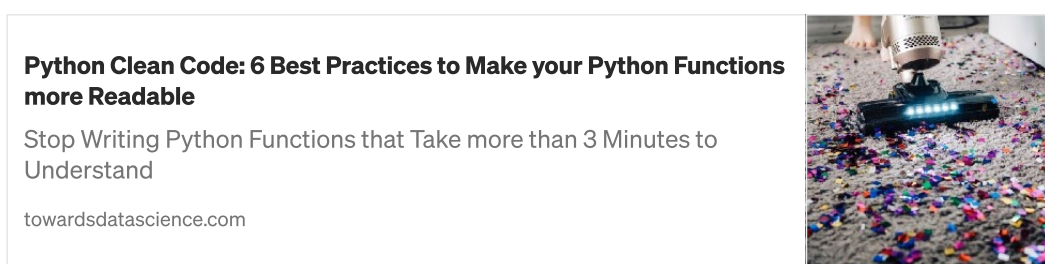 Python Clean Code: 6 Best Practices to Make your Python Functions
more Readable
Stop Writing Python Functions that Take more than 3 Minutes to
Understand
towardsdatascience.com